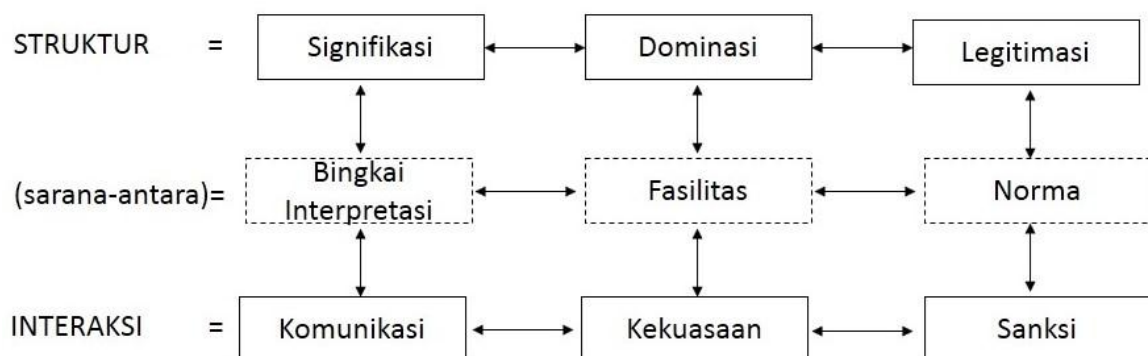 STRUKTUR = Signifikasi Dominasi Legitimasi
(sarana-antara)= Bingkai Interpretasi Fasilitas Norma
INTERAKSI = Komunikasi Kekuasaan Sanksi